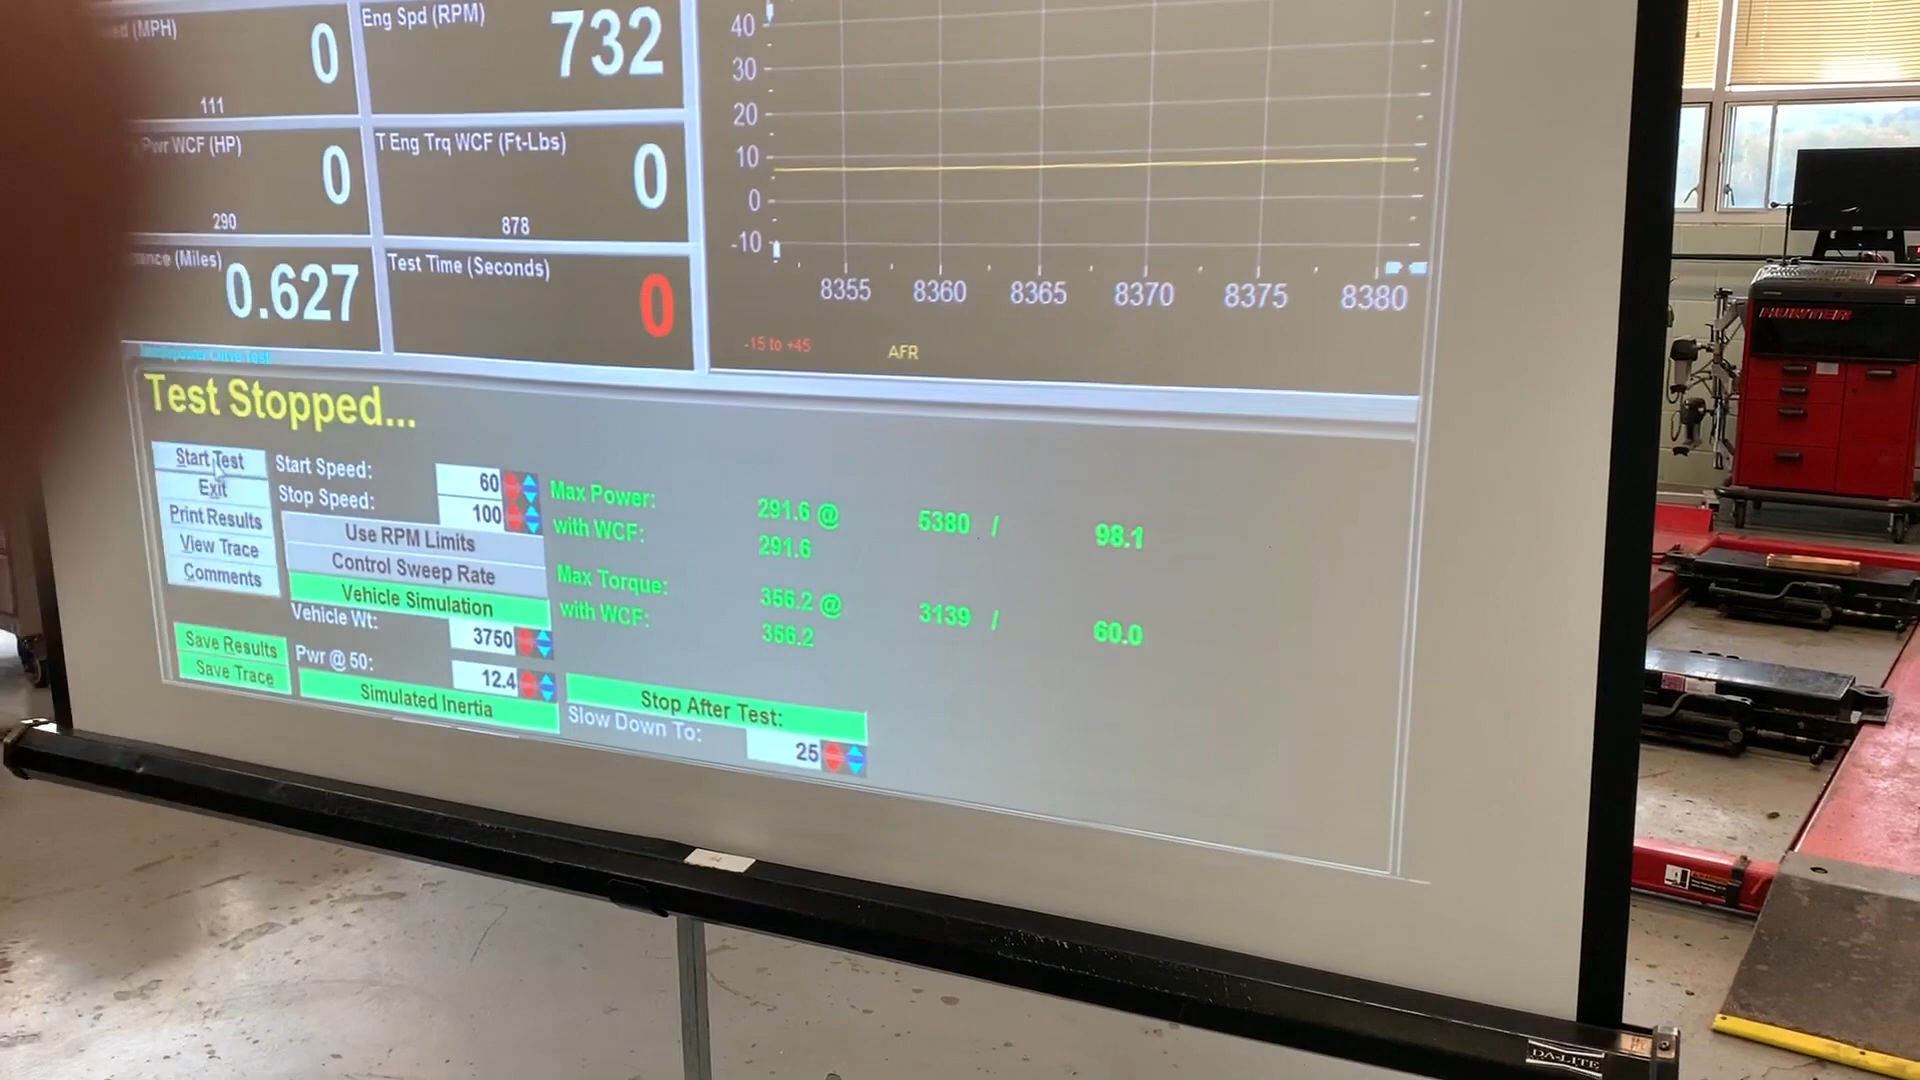 (MPH)
0
111
Eng Spd (RPM)
732
Pwr WCF (HP)
0
290
T Eng Trq WCF (Ft-Lbs)
0
878
(Miles)
0.627
Test Time (Seconds)
0
40
30
20
10
0
-10
8355 8360 8365 8370 8375 8380
-15 to +45 AFR
Test Stopped...
Start Test
Exit
Print Results
View Trace
Comments
Save Results
Save Trace
Start Speed: 60
Stop Speed: 100
Use RPM Limits
Control Sweep Rate
Vehicle Simulation
Vehicle Wt: 3750
Pwr @ 50: 12.4
Simulated Inertia
Max Power: 291.6 @ 5380 / 98.1
with WCF: 291.6
Max Torque: 356.2 @ 3139 / 60.0
with WCF: 356.2
Stop After Test:
Slow Down To: 25
HUNTER
DA-LITE